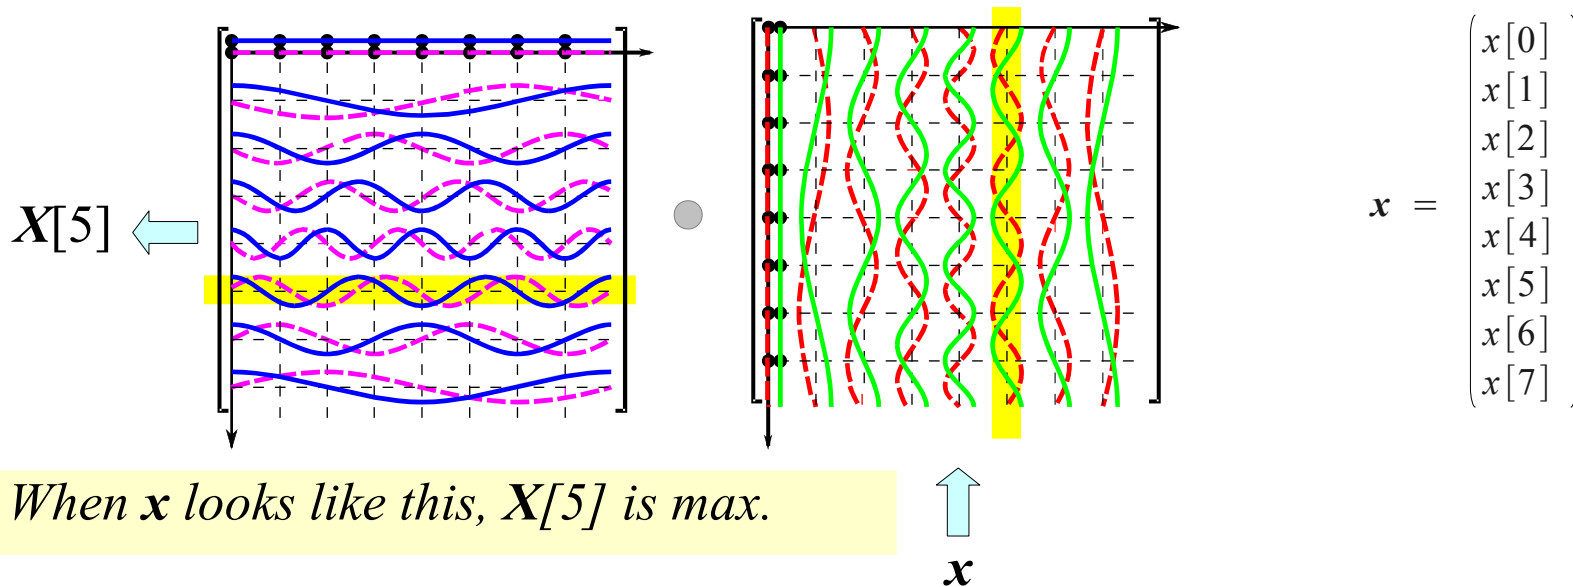 X[5]
When x looks like this, X[5] is max.
x
x =
x[0]
x[1]
x[2]
x[3]
x[4]
x[5]
x[6]
x[7]